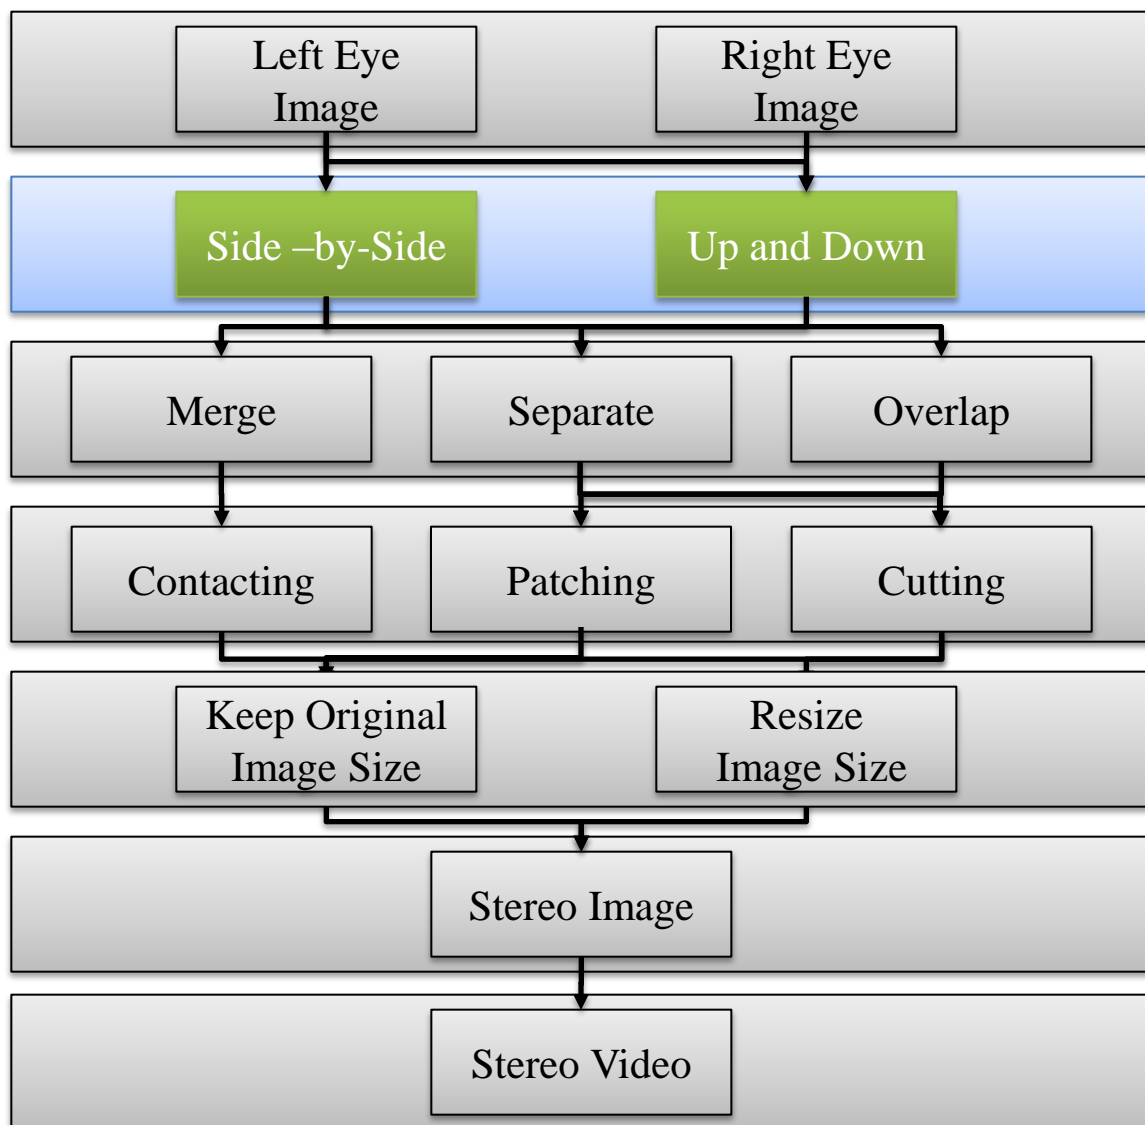 Left Eye
Image
Right Eye
Image
Side –by-Side
Up and Down
Merge
Separate
Overlap
Contacting
Patching
Cutting
Keep Original
Image Size
Resize
Image Size
Stereo Image
Stereo Video